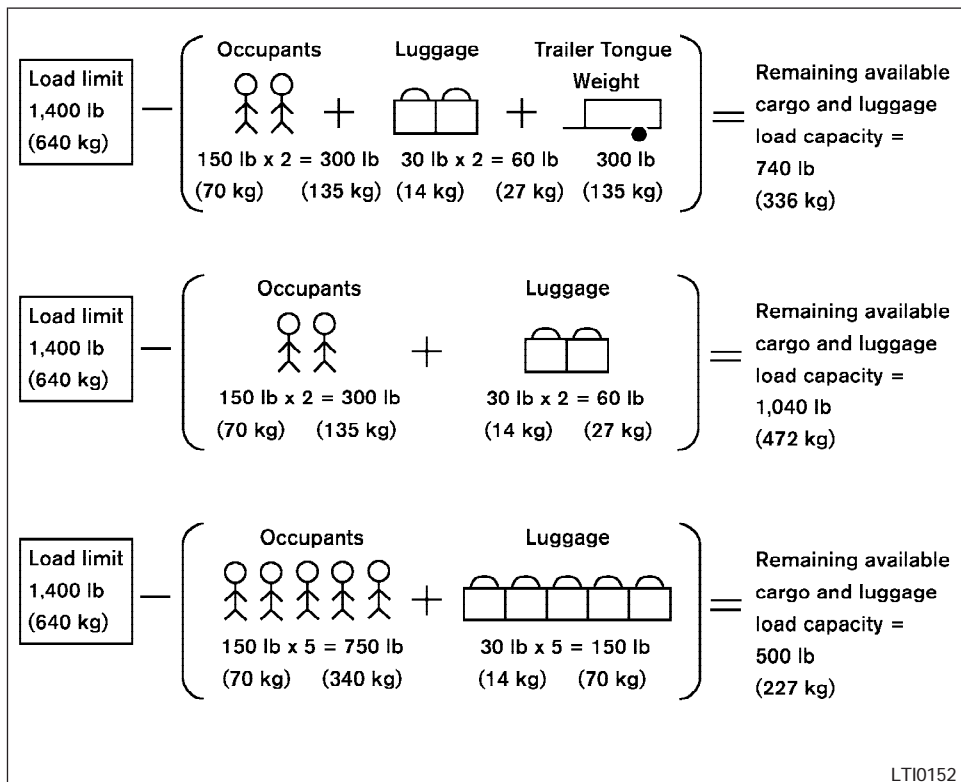 Occupants Luggage Trailer Tongue
Weight
Load limit
1,400 lb
(640 kg)
—
+
+
=
150 lb x 2 = 300 lb 30 lb x 2 = 60 lb 300 lb
(70 kg) (135 kg) (14 kg) (27 kg) (135 kg)
Remaining available
cargo and luggage
load capacity =
740 lb
(336 kg)
Occupants Luggage
Load limit
1,400 lb
(640 kg)
—
+
=
150 lb x 2 = 300 lb 30 lb x 2 = 60 lb
(70 kg) (135 kg) (14 kg) (27 kg)
Remaining available
cargo and luggage
load capacity =
1,040 lb
(472 kg)
Occupants Luggage
Load limit
1,400 lb
(640 kg)
—
+
=
150 lb x 5 = 750 lb 30 lb x 5 = 150 lb
(70 kg) (340 kg) (14 kg) (70 kg)
Remaining available
cargo and luggage
load capacity =
500 lb
(227 kg)
LTI0152